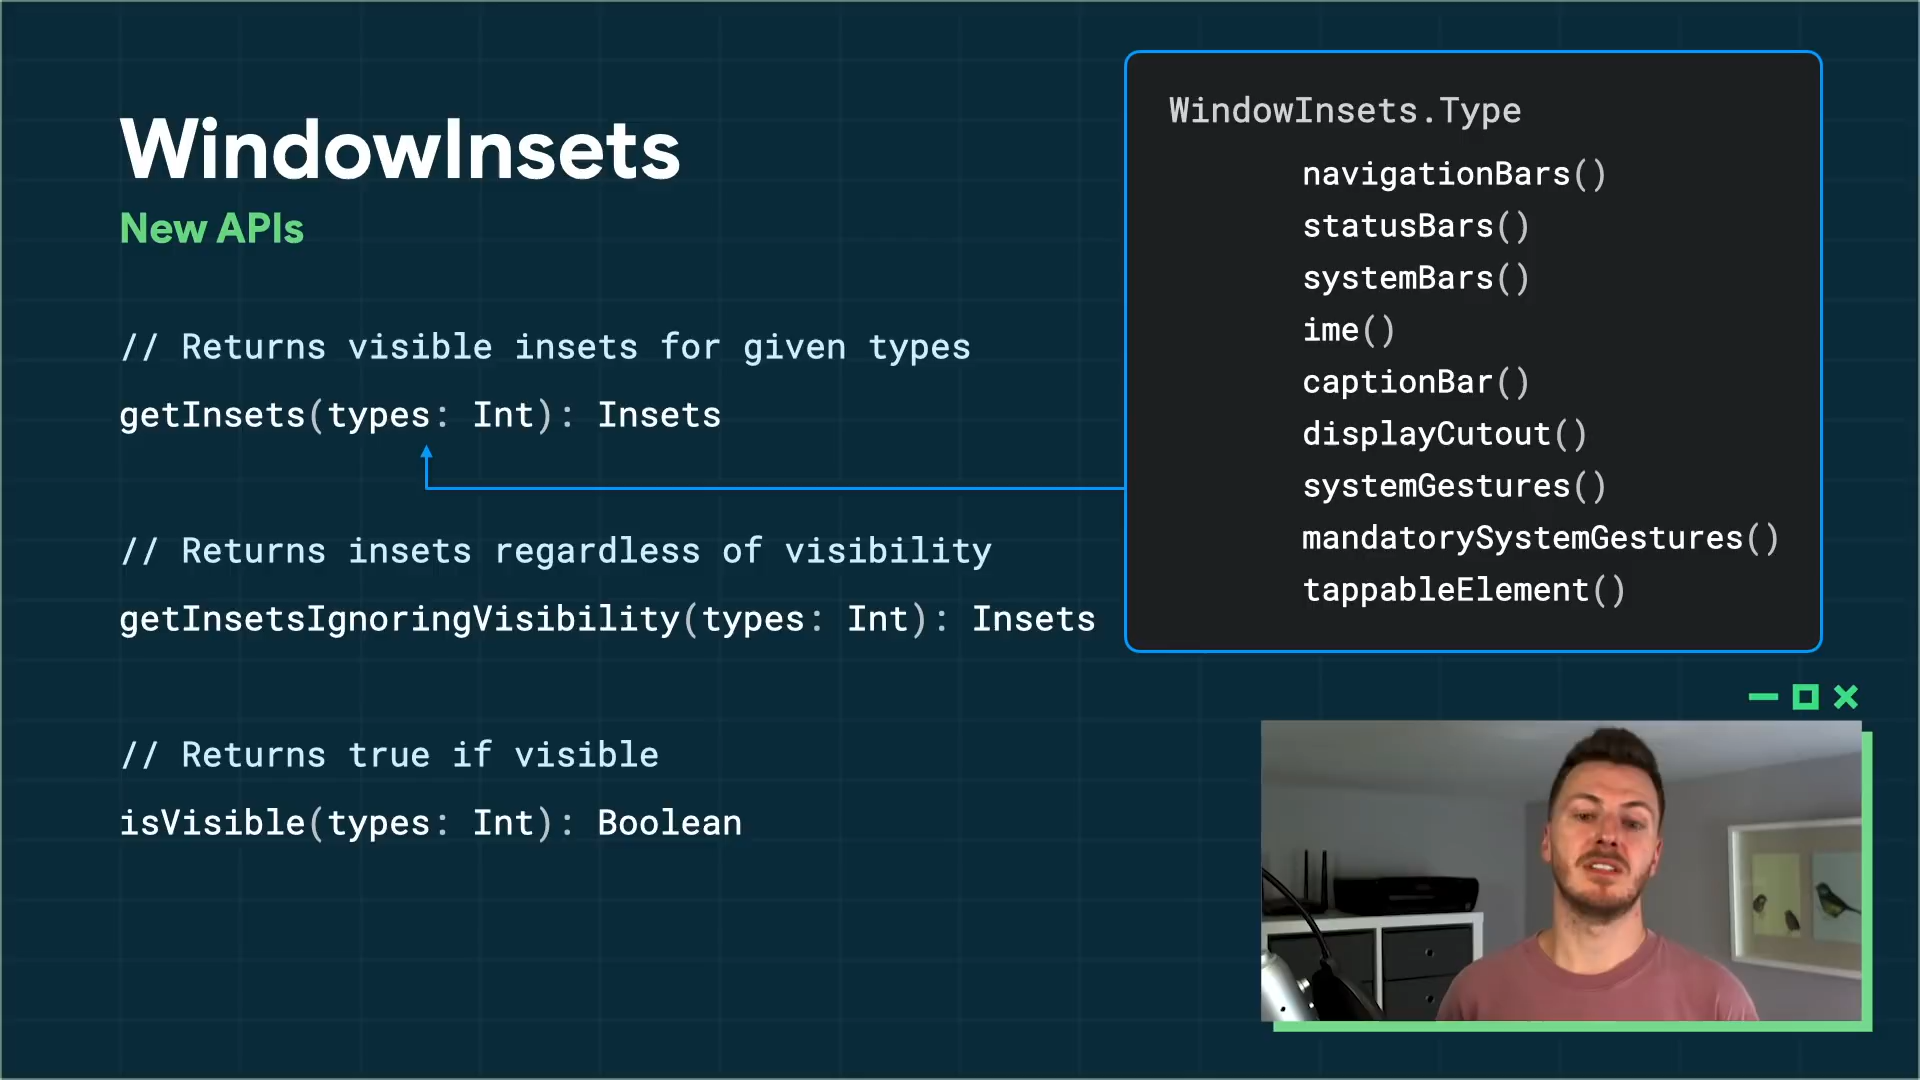 WindowInsets
New APIs
// Returns visible insets for given types
getInsets(types: Int): Insets
// Returns insets regardless of visibility
getInsetsIgnoringVisibility(types: Int): Insets
// Returns true if visible
isVisible(types: Int): Boolean
WindowInsets.Type
navigationBars()
statusBars()
systemBars()
ime()
captionBar()
displayCutout()
systemGestures()
mandatorySystemGestures()
tappableElement()